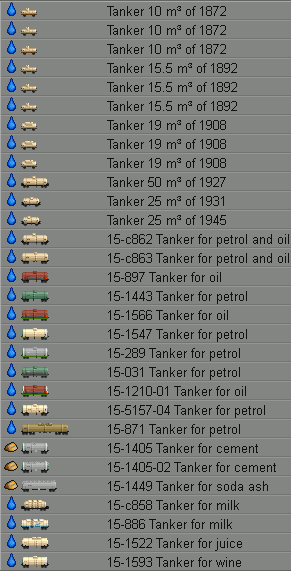 Tanker 10 m³ of 1872
Tanker 10 m³ of 1872
Tanker 10 m³ of 1872
Tanker 15.5 m³ of 1892
Tanker 15.5 m³ of 1892
Tanker 15.5 m³ of 1892
Tanker 19 m³ of 1908
Tanker 19 m³ of 1908
Tanker 19 m³ of 1908
Tanker 50 m³ of 1927
Tanker 25 m³ of 1931
Tanker 25 m³ of 1945
15-c862 Tanker for petrol and oil
15-c863 Tanker for petrol and oil
15-897 Tanker for oil
15-1443 Tanker for petrol
15-1566 Tanker for oil
15-1547 Tanker for petrol
15-289 Tanker for petrol
15-031 Tanker for petrol
15-1210-01 Tanker for oil
15-5157-04 Tanker for petrol
15-871 Tanker for petrol
15-1405 Tanker for cement
15-1405-02 Tanker for cement
15-1449 Tanker for soda ash
15-c858 Tanker for milk
15-886 Tanker for milk
15-1522 Tanker for juice
15-1593 Tanker for wine